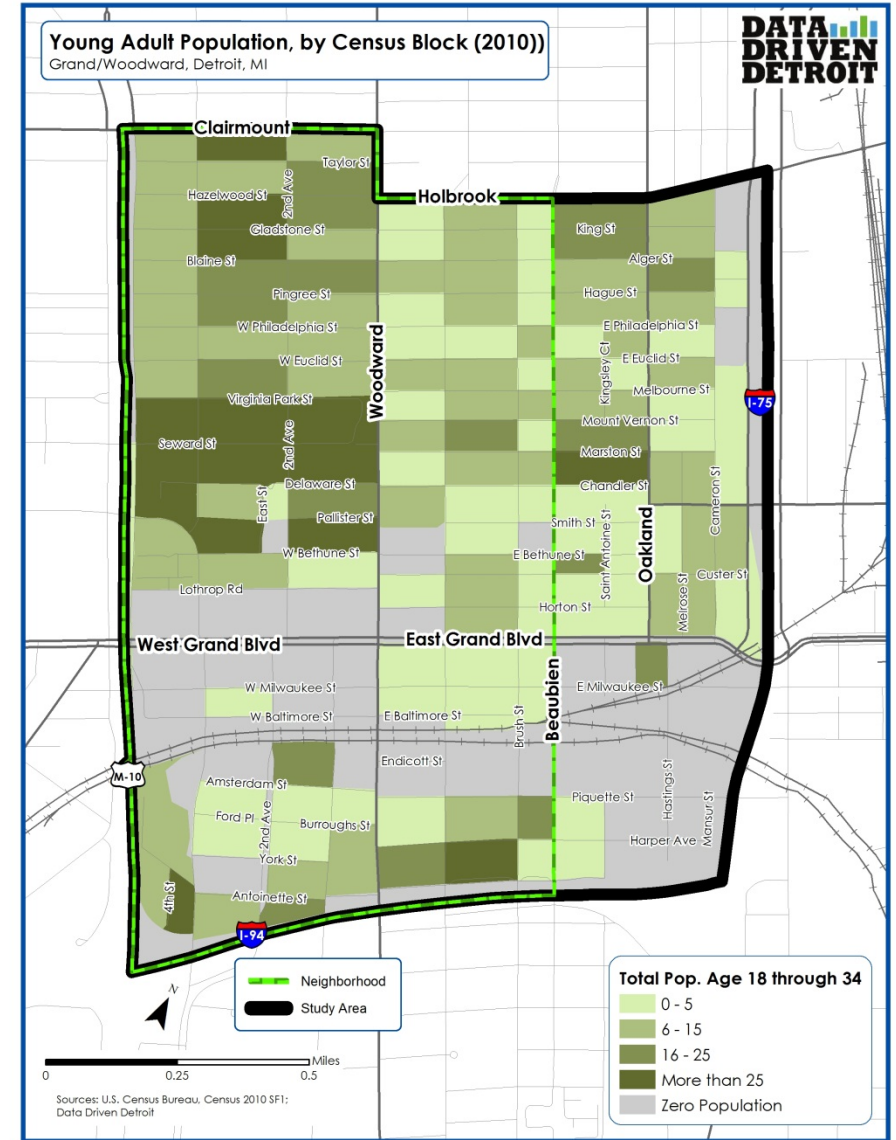 Young Adult Population, by Census Block (2010))
Grand/Woodward, Detroit, MI
DATA
DRIVEN
DETROIT
Clairmount
Taylor St
Holbrook
Hazelwood St
2nd Ave
Gladstone St
King St
Blaine St
Alger St
Pingree St
Hague St
W Philadelphia St
E Philadelphia St
Woodward
W Euclid St
Kingsley Ct
E Euclid St
Virginia Park St
Melbourne St
I-75
Mount Vernon St
Seward St
2nd Ave
Marston St
Delaware St
Chandler St
East St
Pallister St
Smith St
Cameron St
W Bethune St
E Bethune St
Saint Antoine St
Oakland
Lothrop Rd
Custer St
Horton St
Melrose St
West Grand Blvd
East Grand Blvd
W Milwaukee St
E Milwaukee St
Beaubien
W Baltimore St
E Baltimore St
Brush St
Endicott St
M-10
Amsterdam St
Piquette St
Hastings St
Mansur St
Ford Pl
2nd Ave
Burroughs St
Harper Ave
York St
4th St
Antoinette St
I-94
N
Neighborhood
Study Area
Total Pop. Age 18 through 34
0 - 5
6 - 15
16 - 25
More than 25
Zero Population
Miles
0 0.25 0.5
Sources: U.S. Census Bureau, Census 2010 SF1;
Data Driven Detroit